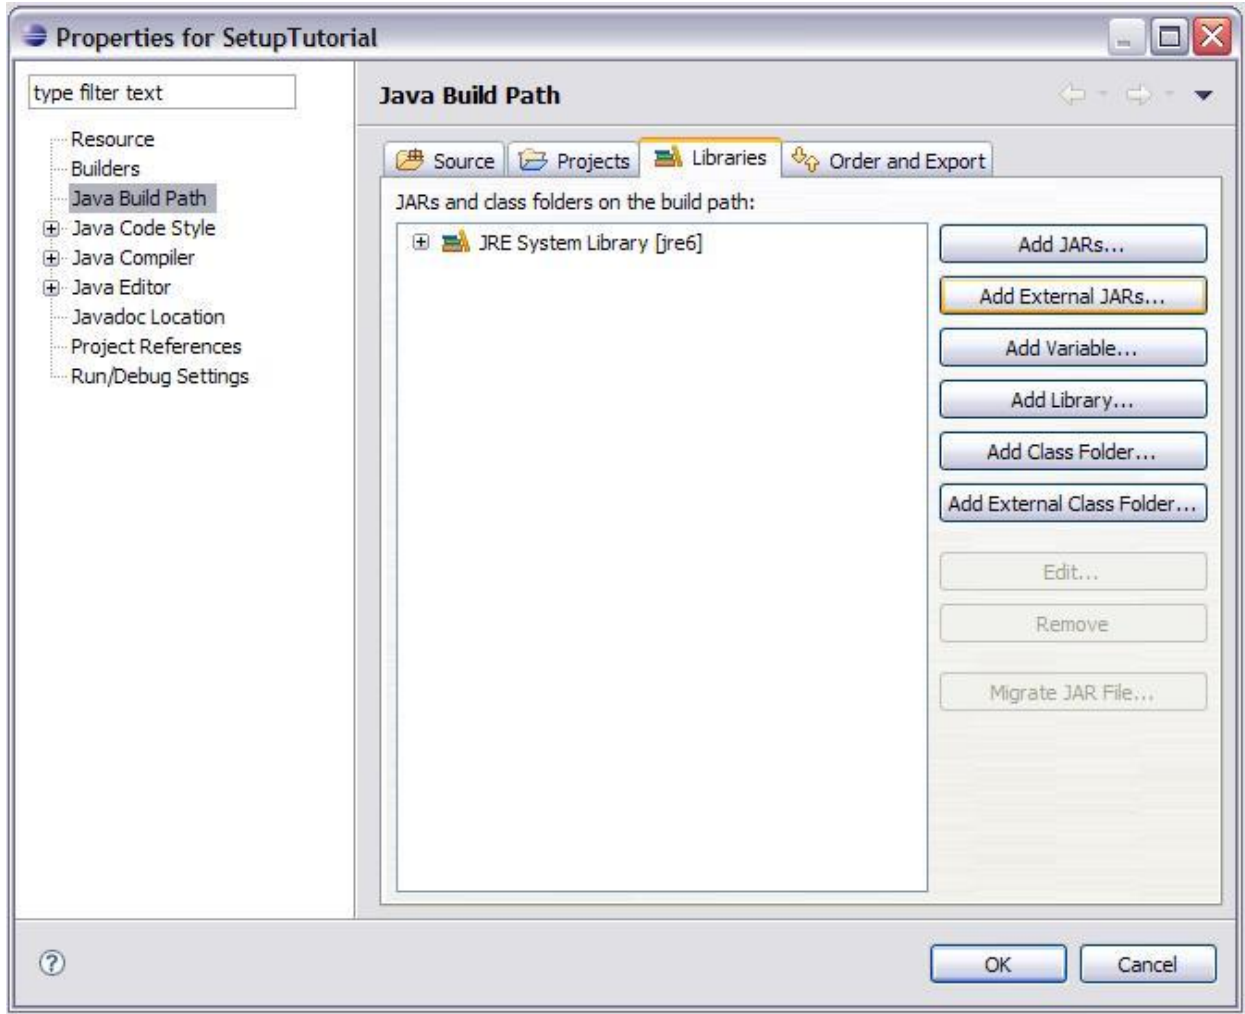 Properties for SetupTutorial
type filter text
Resource
Builders
Java Build Path
Java Code Style
Java Compiler
Java Editor
Javadoc Location
Project References
Run/Debug Settings
Java Build Path
Source
Projects
Libraries
Order and Export
JARs and class folders on the build path:
JRE System Library [jre6]
Add JARs...
Add External JARs...
Add Variable...
Add Library...
Add Class Folder...
Add External Class Folder...
Edit...
Remove
Migrate JAR File...
?
OK
Cancel